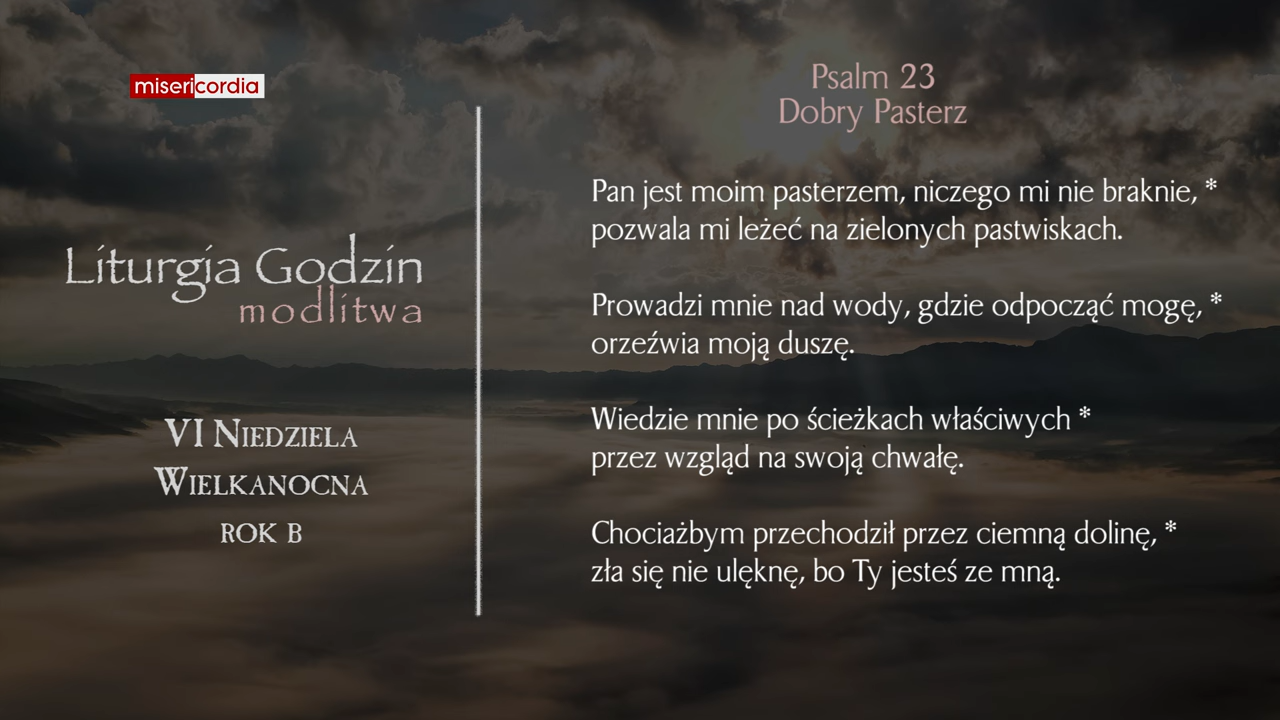 misericordia
Liturgia Godzin
modlitwa
VI Niedziela
Wielkanocna
rok B
Psalm 23
Dobry Pasterz
Pan jest moim pasterzem, niczego mi nie braknie, *
pozwala mi leżeć na zielonych pastwiskach.
Prowadzi mnie nad wody, gdzie odpocząć mogę, *
orzeźwia moją duszę.
Wiedzie mnie po ścieżkach właściwych *
przez wzgląd na swoją chwałę.
Chociażbym przechodził przez ciemną dolinę, *
zła się nie ulęknę, bo Ty jesteś ze mną.